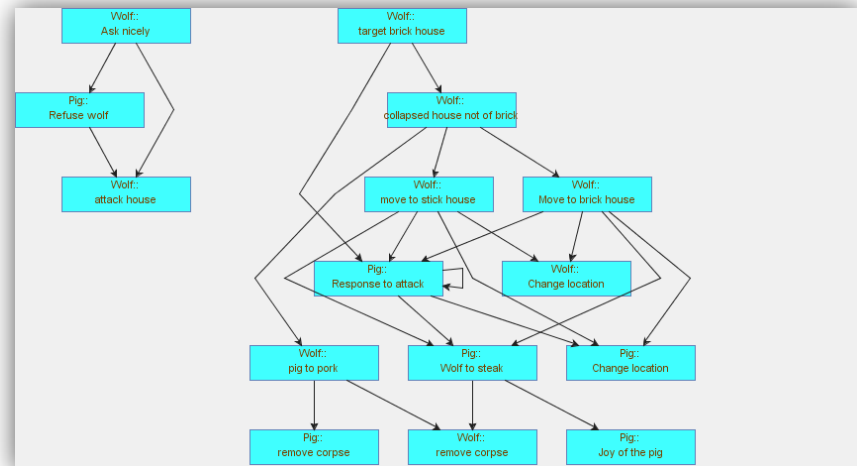 Wolf::
Ask nicely
Wolf::
target brick house
Pig::
Refuse wolf
Wolf::
collapsed house not of brick
Wolf::
attack house
Wolf::
move to stick house
Wolf::
Move to brick house
Pig::
Response to attack
Wolf::
Change location
Wolf::
pig to pork
Pig::
Wolf to steak
Pig::
Change location
Pig::
remove corpse
Wolf::
remove corpse
Pig::
Joy of the pig